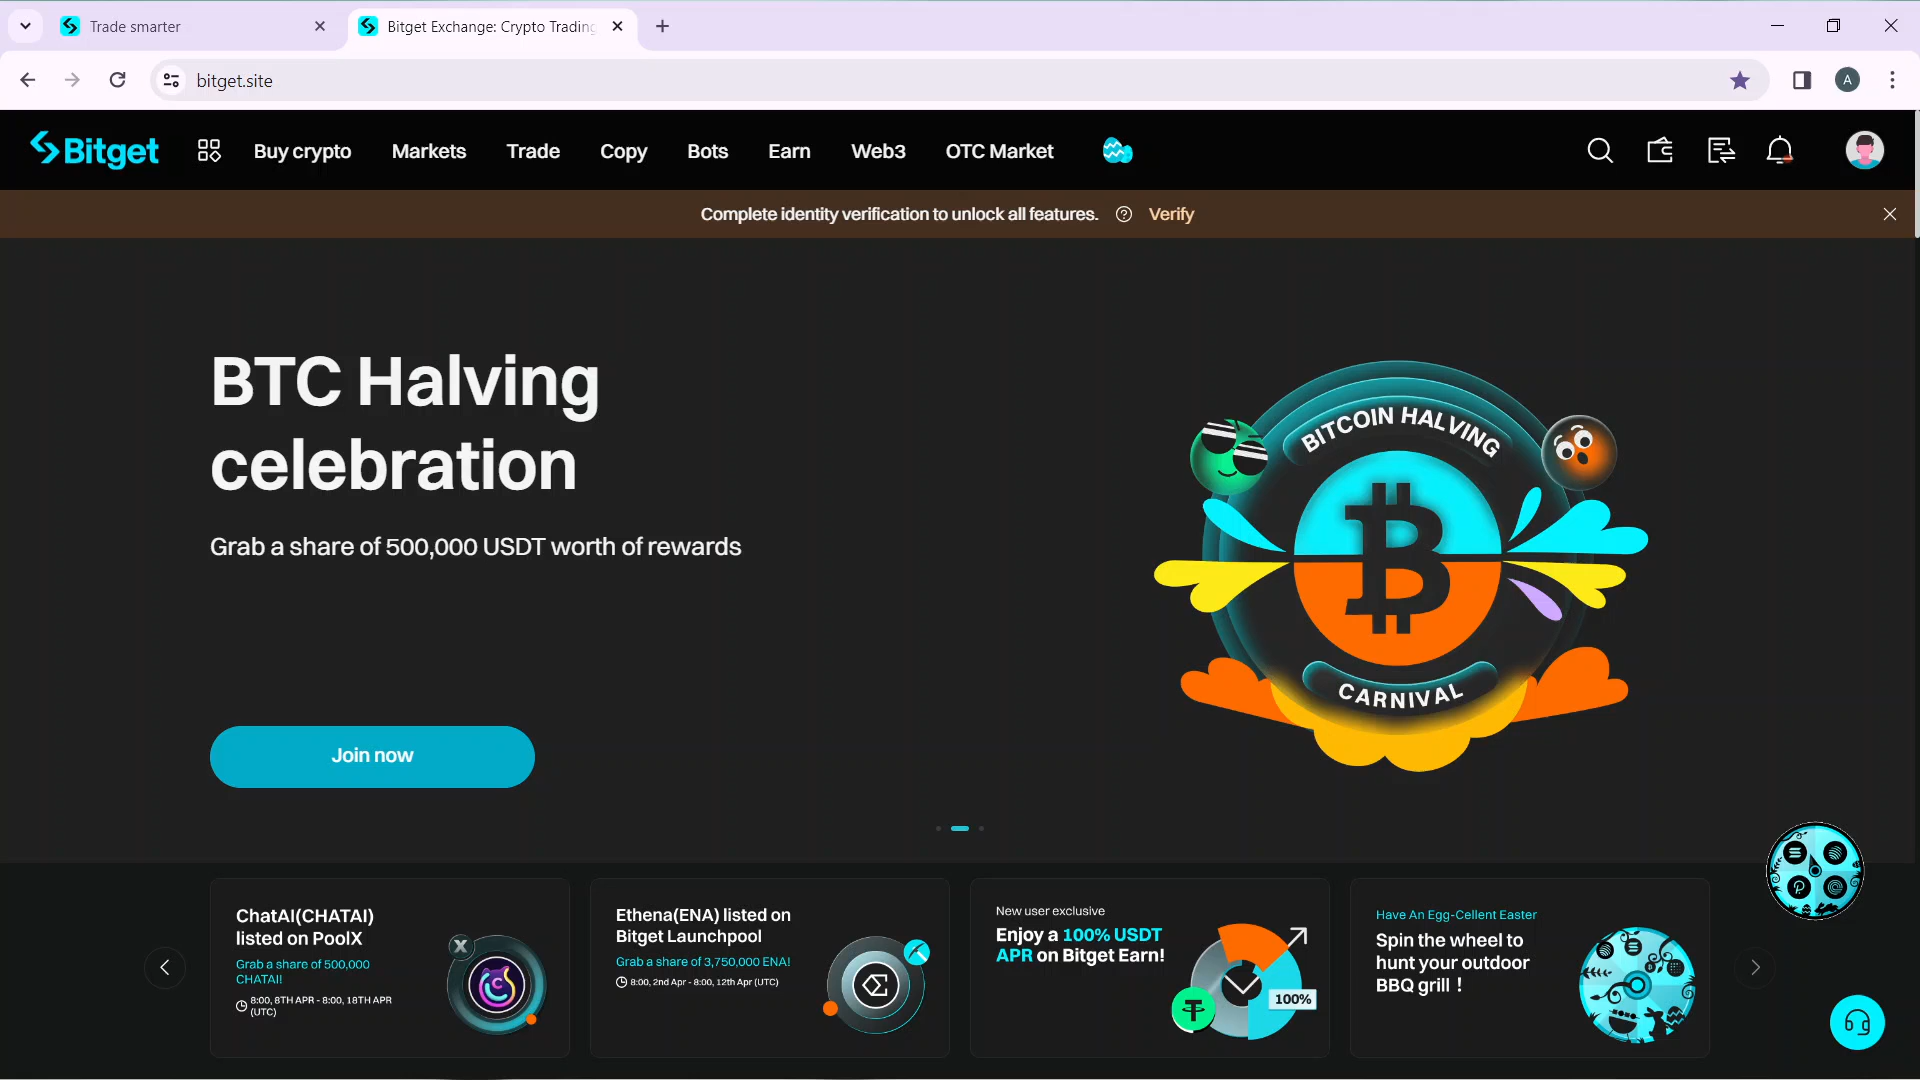 Trade smarter
Bitget Exchange: Crypto Trading
A
bitget.site
Bitget
Buy crypto
Markets
Trade
Copy
Bots
Earn
Web3
OTC Market
Complete identity verification to unlock all features.
Verify
BTC Halving
celebration
Grab a share of 500,000 USDT worth of rewards
Join now
BITCOIN HALVING
CARNIVAL
ChatAI(CHATAI)
listed on PoolX
Grab a share of 500,000
CHATAI!
8:00, 8TH APR - 8:00, 18TH APR
(UTC)
X
C
Ethena(ENA) listed on
Bitget Launchpool
Grab a share of 3,750,000 ENA!
8:00, 2nd Apr - 8:00, 12th Apr (UTC)
New user exclusive
Enjoy a 100% USDT
APR on Bitget Earn!
100%
Have An Egg-Cellent Easter
Spin the wheel to
hunt your outdoor
BBQ grill !